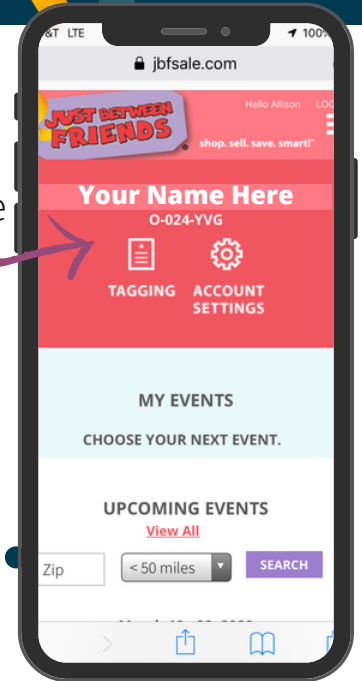 &T LTE
100%
jbfsale.com
Hello Allison LOG
JUST BETWEEN
FRIENDS
shop. sell. save. smart!
Your Name Here
O-024-YVG
TAGGING
ACCOUNT
SETTINGS
MY EVENTS
CHOOSE YOUR NEXT EVENT.
UPCOMING EVENTS
View All
Zip
< 50 miles
SEARCH
e